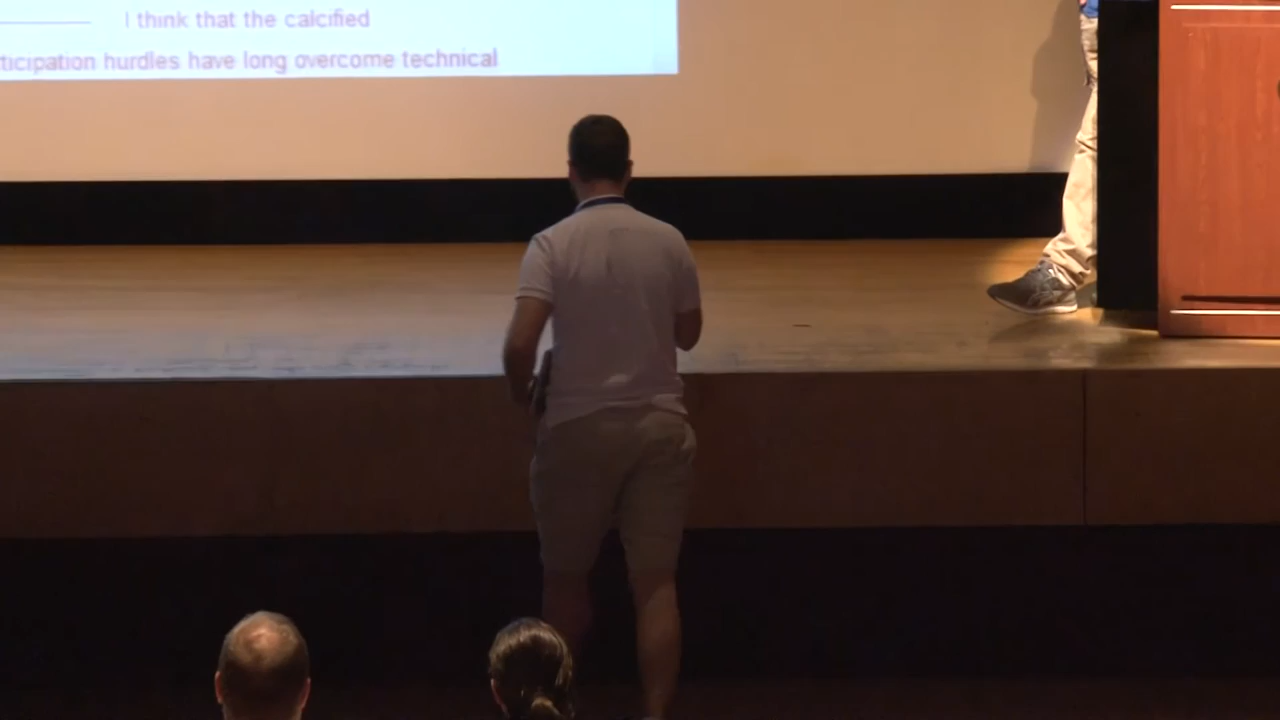 I think that the calcified
ticipation hurdles have long overcome technical